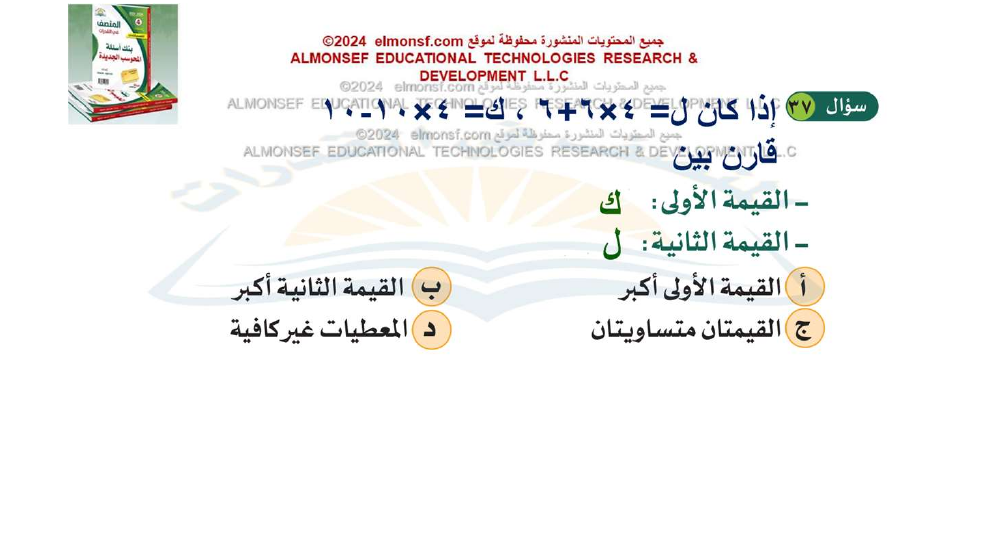 جميع المحتويات المنشورة محفوظة لموقع elmonsf.com ©2024
ALMONSEF EDUCATIONAL TECHNOLOGIES RESEARCH &
DEVELOPMENT L.L.C
جميع المحتويات المنشورة محفوظة لموقع elmonsf.com ©2024
ALMONSEF EDUCATIONAL TECHNOLOGIES RESEARCH & DEVELOPMENT L.L.C
سؤال ٣٧ إذا كان ل= ٤×٦+٦ ، ك= ٤×١٠-١٠
جميع المحتويات المنشورة محفوظة لموقع elmonsf.com ©2024
ALMONSEF EDUCATIONAL TECHNOLOGIES RESEARCH & DEVELOPMENT L.L.C
قارن بين
– القيمة الأولى: ك
– القيمة الثانية: ل
أ القيمة الأولى أكبر ب القيمة الثانية أكبر
ج القيمتان متساويتان د المعطيات غير كافية
المنصف
بنك أسئلة
المحوسب الجديدة